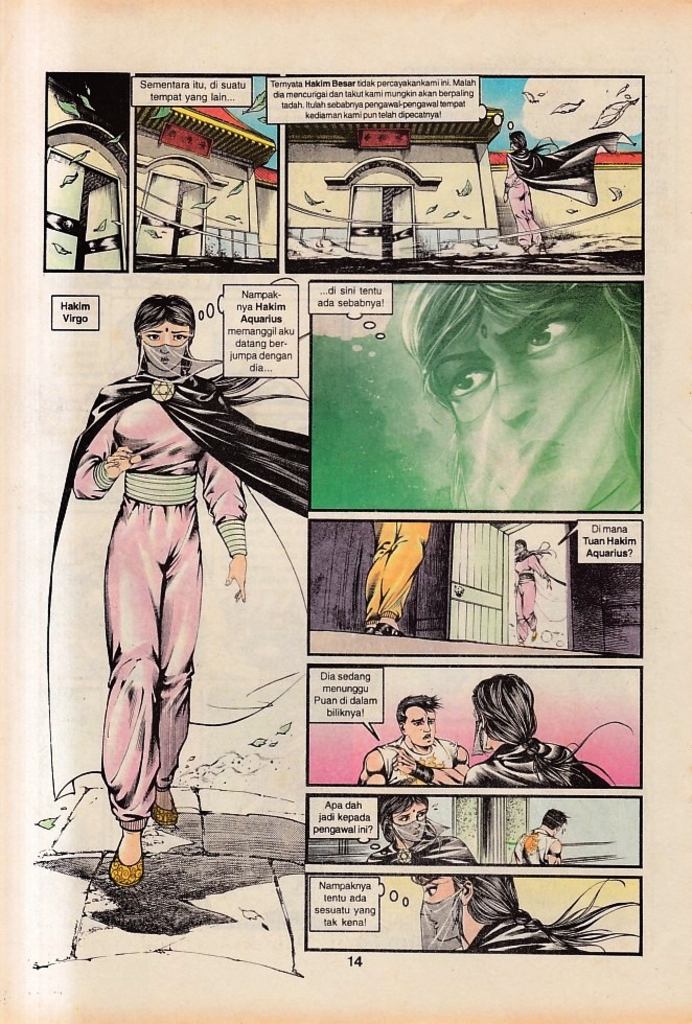 Sementara itu, di suatu
tempat yang lain...
Ternyata Hakim Besar tidak percayakankami ini. Malah
dia mencurigai dan takut kami mungkin akan berpaling
tadah. Itulah sebabnya pengawal-pengawal tempat
kediaman kami pun telah dipecatnya!
Hakim
Virgo
Nampak-
nya Hakim
Aquarius
memanggil aku
datang ber-
jumpa dengan
dia...
...di sini tentu
ada sebabnya!
Di mana
Tuan Hakim
Aquarius?
Dia sedang
menunggu
Puan di dalam
biliknya!
Apa dah
jadi kepada
pengawal ini?
Nampaknya
tentu ada
sesuatu yang
tak kena!
14